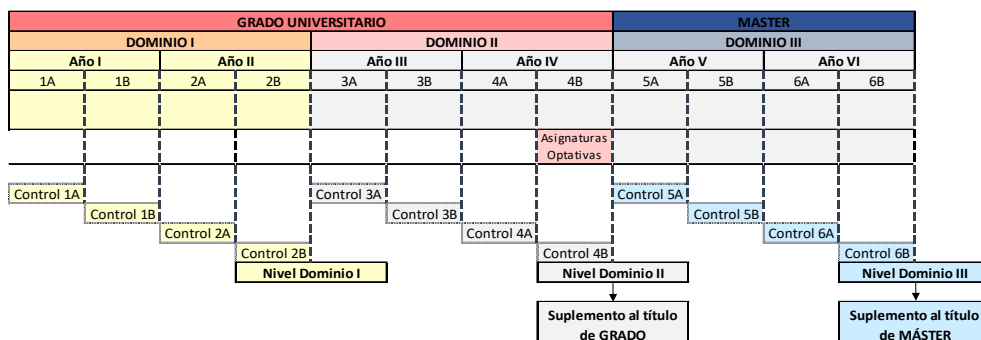 GRADO UNIVERSITARIO MASTER
DOMINIO I DOMINIO II DOMINIO III
Año I Año II Año III Año IV Año V Año VI
1A 1B 2A 2B 3A 3B 4A 4B 5A 5B 6A 6B
Asignaturas
Optativas
Control 1A Control 3A Control 5A
Control 1B Control 3B Control 5B
Control 2A Control 4A Control 6A
Control 2B Control 4B Control 6B
Nivel Dominio I Nivel Dominio II Nivel Dominio III
Suplemento al título Suplemento al título
de GRADO de MÁSTER